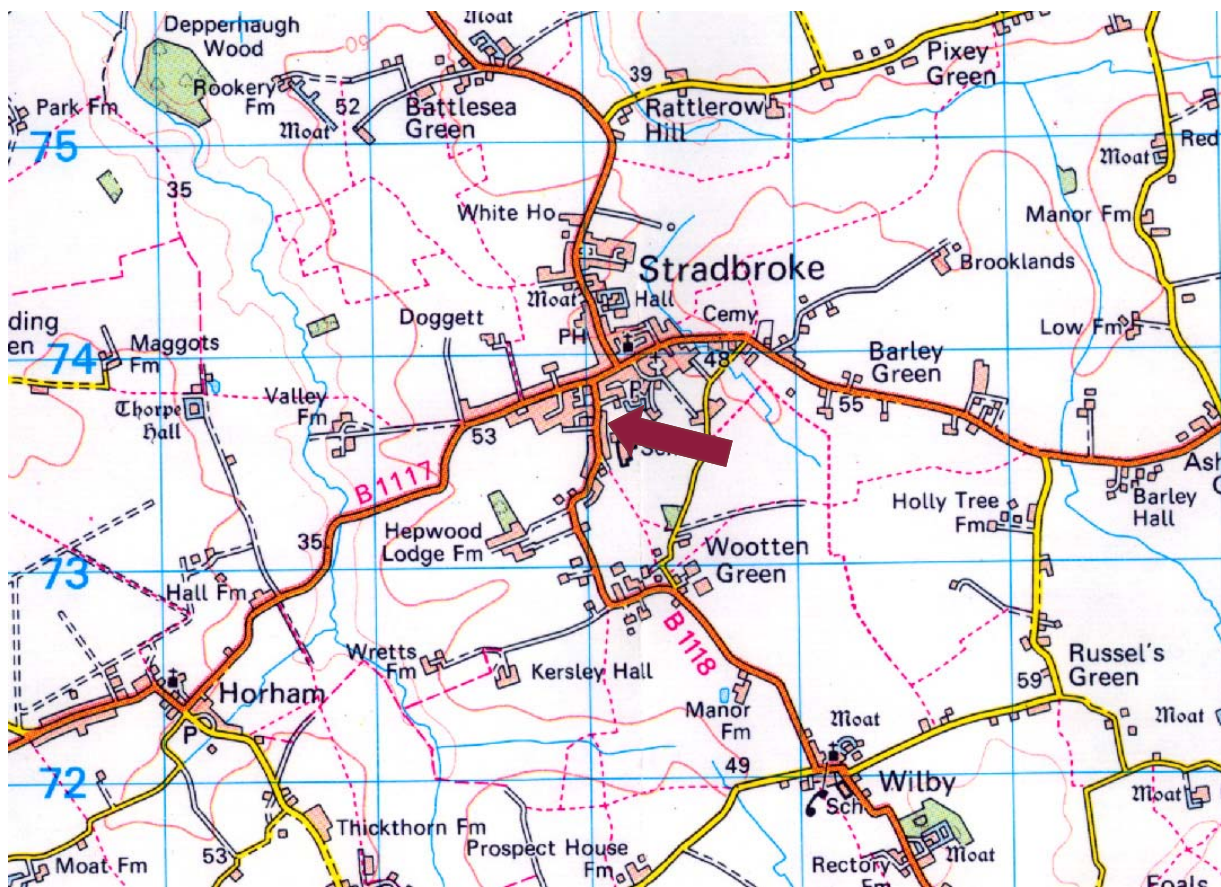 Deppernaugh
Wood
Moat
Pixey
Green
39
Rookery
Fm
Park Fm
52
Battlesea
Green
Rattlerow
Hill
Moat
75
Red
Moat
35
White Ho
Manor Fm
Stradbroke
Brooklands
Moat
Hall
ding
en
Doggett
PH
Cemy
Low Fm
74
Maggots
Fm
48
Barley
Green
Valley
Fm
P
55
Thorpe
Hall
53
B 1117
Ash
Holly Tree
Fm
Barley
Hall
Hepwood
Lodge Fm
35
Wootten
Green
73
Hall Fm
B 1118
Wretts
Fm
Kersley Hall
Russel's
Green
59
Horham
Manor
Fm
Moat
Moat
P
49
72
Wilby
Sch
Moat
Thickthorn Fm
Prospect House
Fm
Moat
53
Moat Fm
Rectory
Fm
Foals